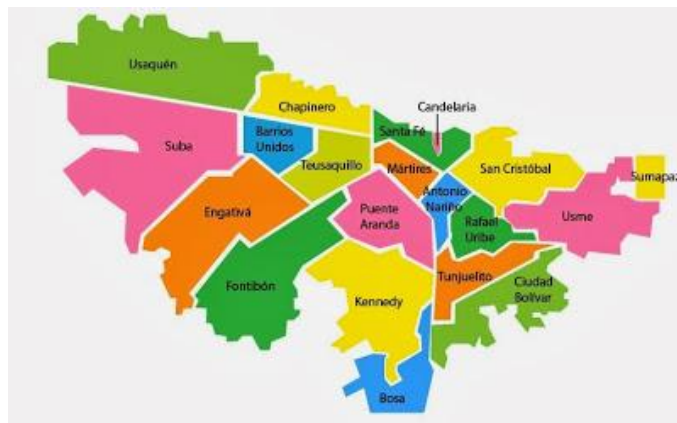 Usaquén
Chapinero
Candelaria
Suba
Barrios
Unidos
Santa Fé
Teusaquillo
Mártires
San Cristóbal
Sumapaz
Engativá
Antonio
Nariño
Puente
Aranda
Rafael
Uribe
Usme
Fontibón
Kennedy
Tunjuelito
Ciudad
Bolívar
Bosa